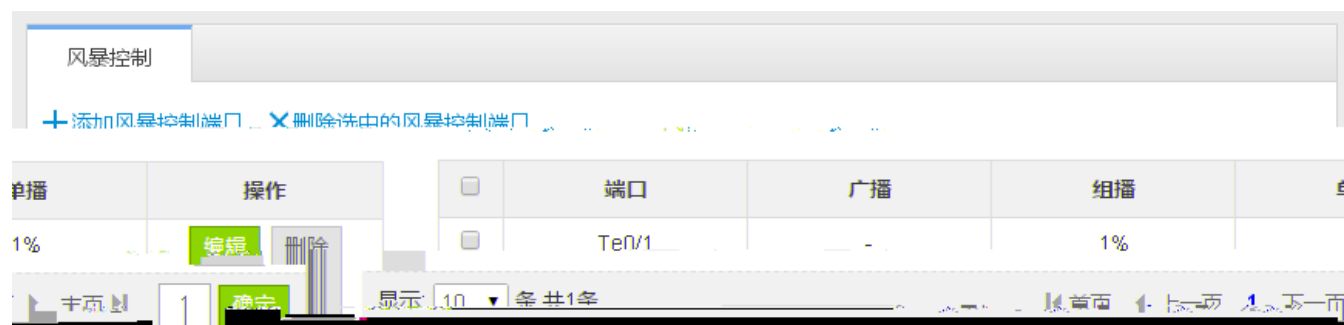 风暴控制
添加风暴控制端口 删除选中的风暴控制端口
单播 操作 端口 广播 组播
1% 编辑 删除 Te0/1 - 1%
1 确定 显示: 10 条 共1条 首页 上一页 1 下一页